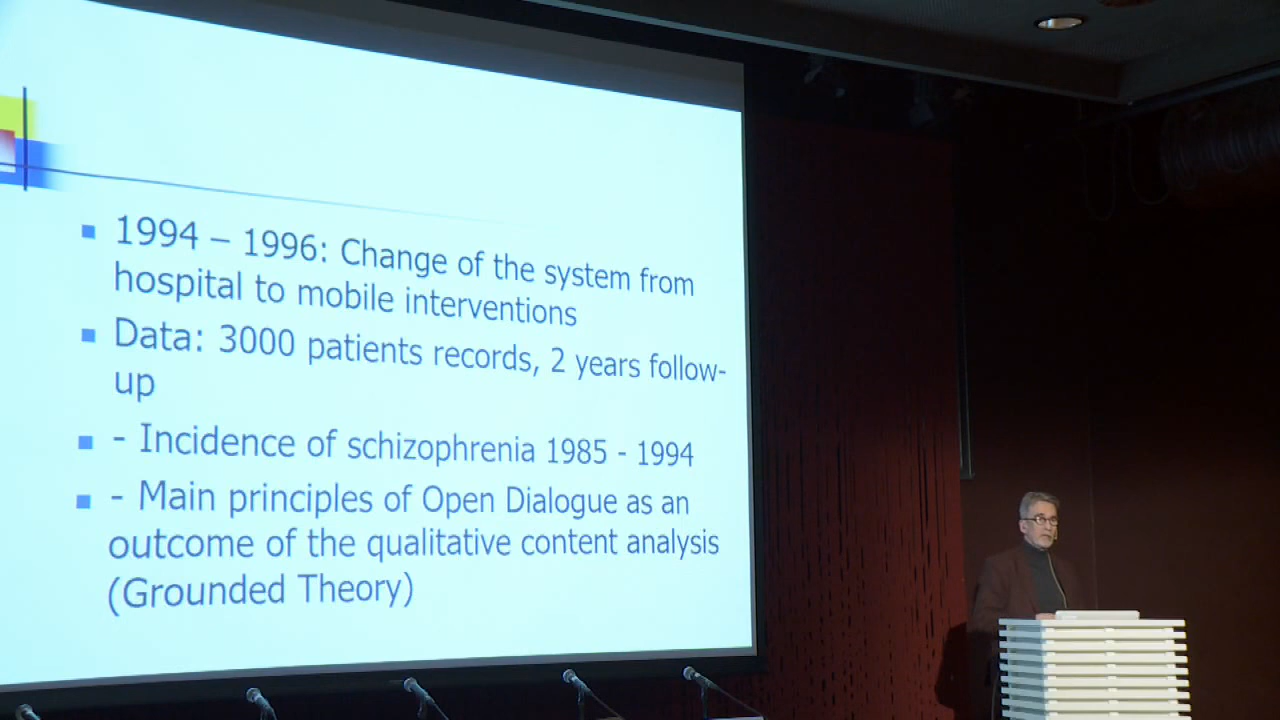 1994 – 1996: Change of the system from
hospital to mobile interventions
Data: 3000 patients records, 2 years follow-
up
- Incidence of schizophrenia 1985 - 1994
- Main principles of Open Dialogue as an
outcome of the qualitative content analysis
(Grounded Theory)